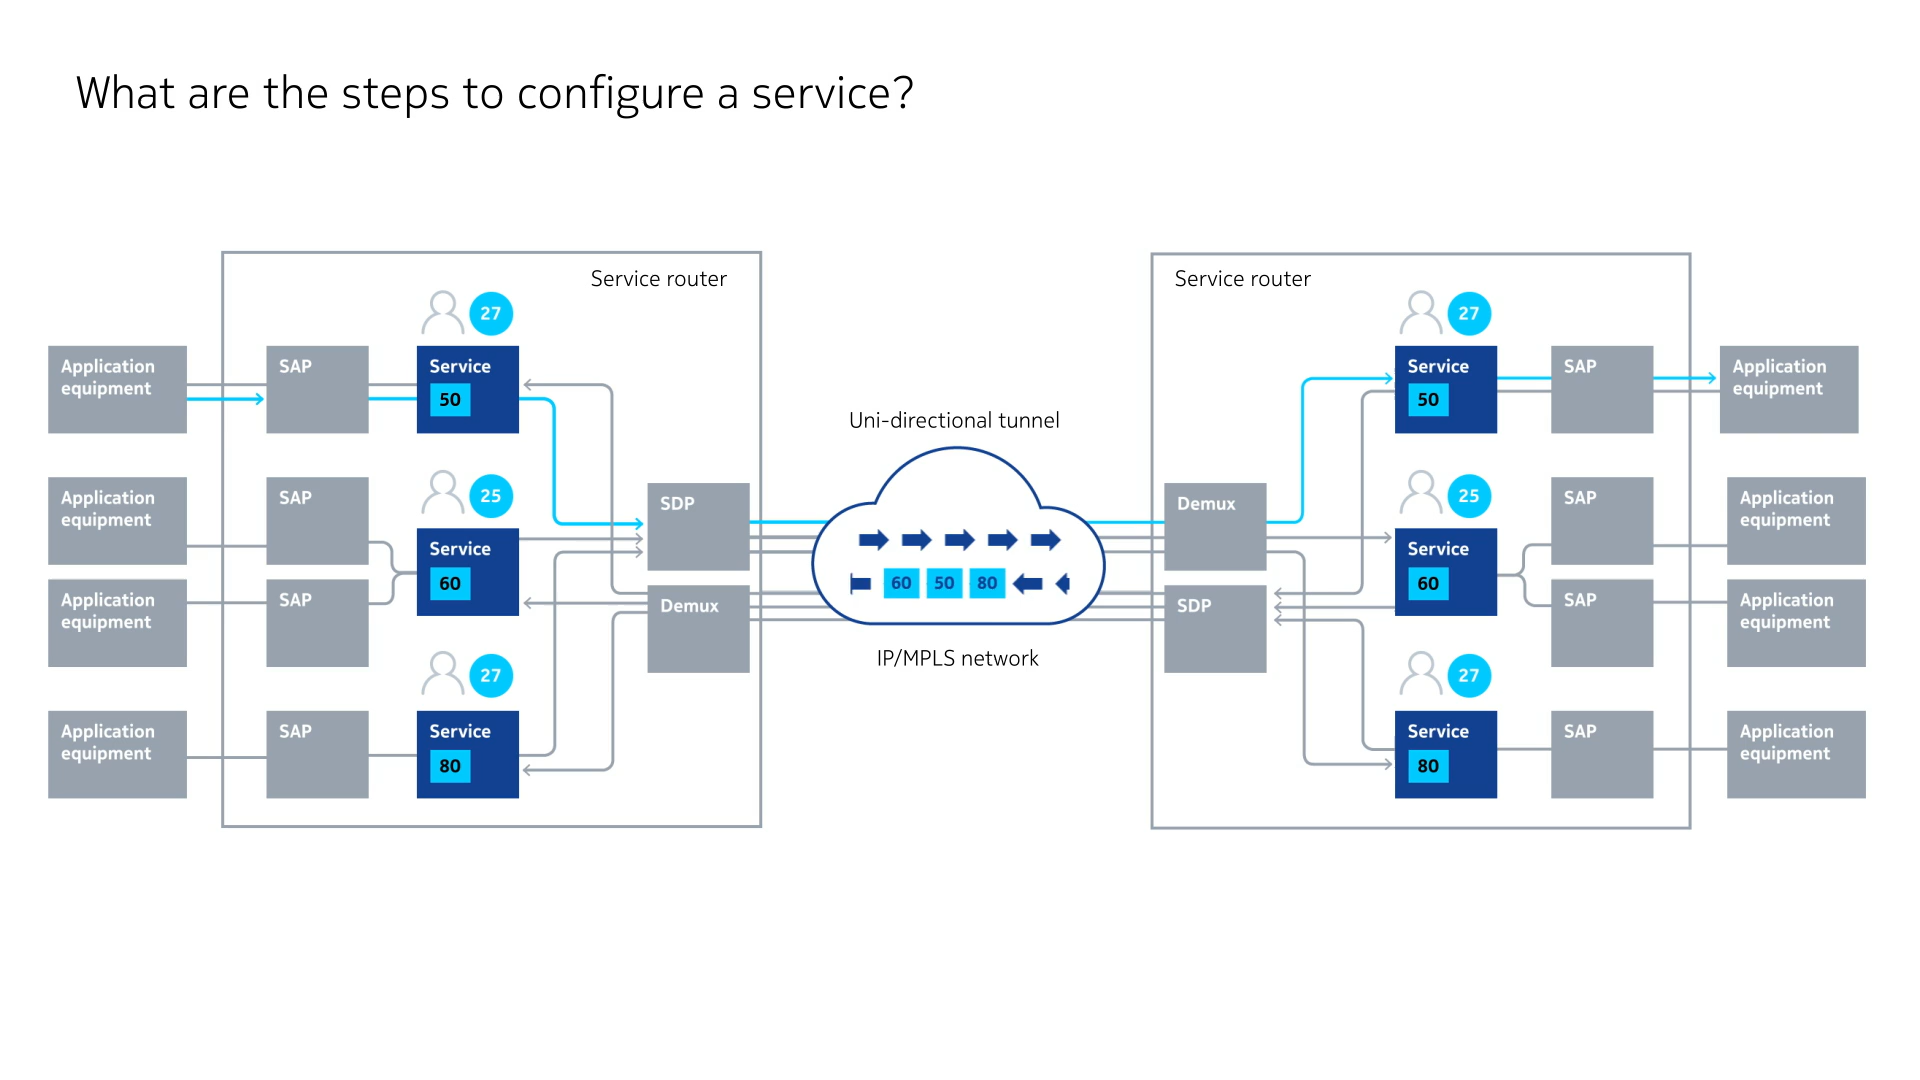 What are the steps to configure a service?
Service router
27
Application
equipment
SAP
Service
50
Application
equipment
SAP
25
Service
60
Application
equipment
SAP
27
Application
equipment
SAP
Service
80
SDP
Demux
Uni-directional tunnel
60 50 80
IP/MPLS network
Service router
Demux
SDP
27
Service
50
SAP
Application
equipment
25
Service
60
SAP
Application
equipment
SAP
Application
equipment
27
Service
80
SAP
Application
equipment